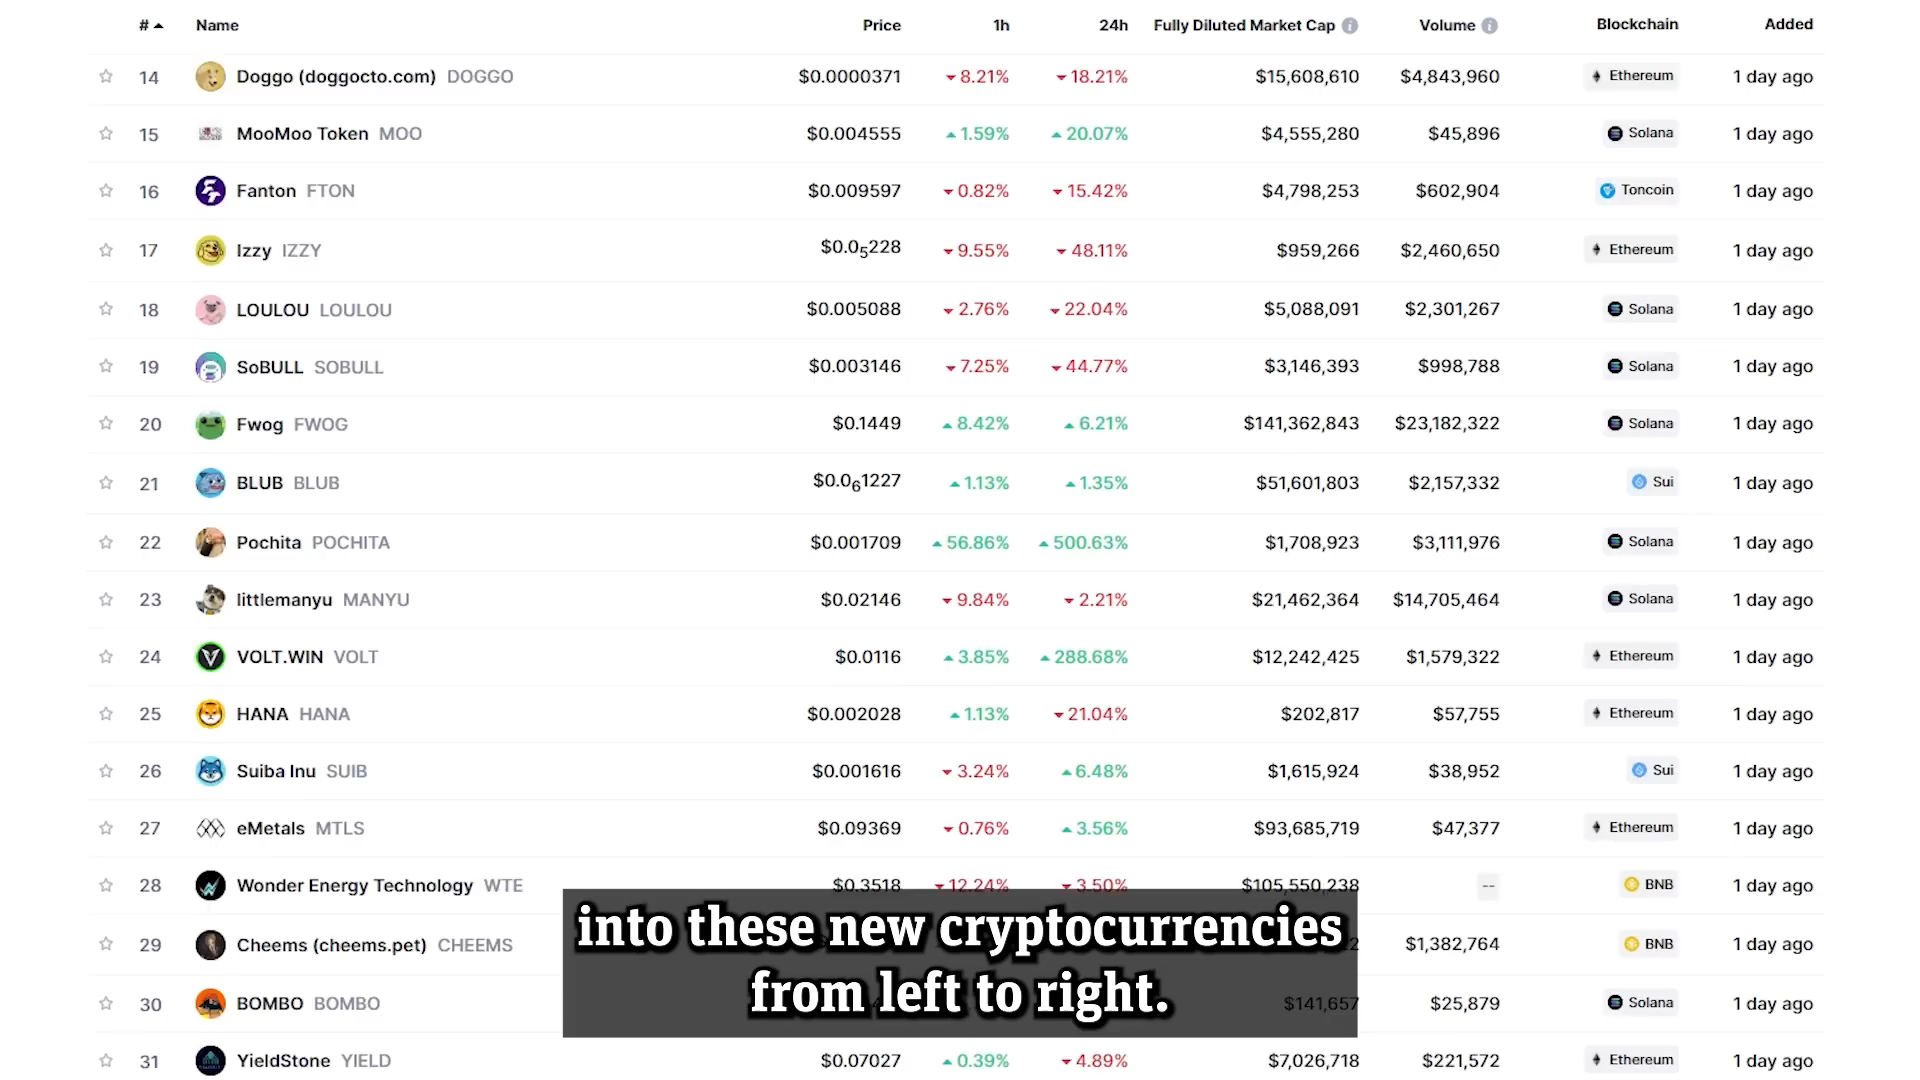 # Name Price 1h 24h Fully Diluted Market Cap Volume Blockchain Added
14 Doggo (doggocto.com) DOGGO $0.0000371 8.21% 18.21% $15,608,610 $4,843,960 Ethereum 1 day ago
15 MooMoo Token MOO $0.004555 1.59% 20.07% $4,555,280 $45,896 Solana 1 day ago
16 Fanton FTON $0.009597 0.82% 15.42% $4,798,253 $602,904 Toncoin 1 day ago
17 Izzy IZZY $0.0₅228 9.55% 48.11% $959,266 $2,460,650 Ethereum 1 day ago
18 LOULOU LOULOU $0.005088 2.76% 22.04% $5,088,091 $2,301,267 Solana 1 day ago
19 SoBULL SOBULL $0.003146 7.25% 44.77% $3,146,393 $998,788 Solana 1 day ago
20 Fwog FWOG $0.1449 8.42% 6.21% $141,362,843 $23,182,322 Solana 1 day ago
21 BLUB BLUB $0.0₆1227 1.13% 1.35% $51,601,803 $2,157,332 Sui 1 day ago
22 Pochita POCHITA $0.001709 56.86% 500.63% $1,708,923 $3,111,976 Solana 1 day ago
23 littlemanyu MANYU $0.02146 9.84% 2.21% $21,462,364 $14,705,464 Solana 1 day ago
24 VOLT.WIN VOLT $0.0116 3.85% 288.68% $12,242,425 $1,579,322 Ethereum 1 day ago
25 HANA HANA $0.002028 1.13% 21.04% $202,817 $57,755 Ethereum 1 day ago
26 Suiba Inu SUIB $0.001616 3.24% 6.48% $1,615,924 $38,952 Sui 1 day ago
27 eMetals MTLS $0.09369 0.76% 3.56% $93,685,719 $47,377 Ethereum 1 day ago
28 Wonder Energy Technology WTE $0.3518 12.24% 3.50% $105,550,238 -- BNB 1 day ago
29 Cheems (cheems.pet) CHEEMS $1,382,764 BNB 1 day ago
30 BOMBO BOMBO $141,657 $25,879 Solana 1 day ago
31 YieldStone YIELD $0.07027 0.39% 4.89% $7,026,718 $221,572 Ethereum 1 day ago
into these new cryptocurrencies
from left to right.